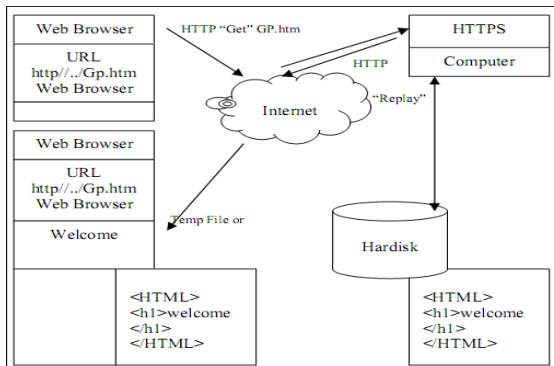 Web Browser
URL
http//../Gp.htm
Web Browser
HTTP “Get” GP.htm
HTTPS
Computer
HTTP
Internet
“Replay”
Web Browser
URL
http//../Gp.htm
Web Browser
Welcome
Temp File or
Hardisk
<HTML>
<h1>welcome
</h1>
</HTML>
<HTML>
<h1>welcome
</h1>
</HTML>